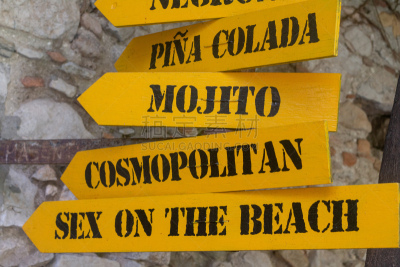 PIÑA COLADA
MOJITO
COSMOPOLITAN
SEX ON THE BEACH